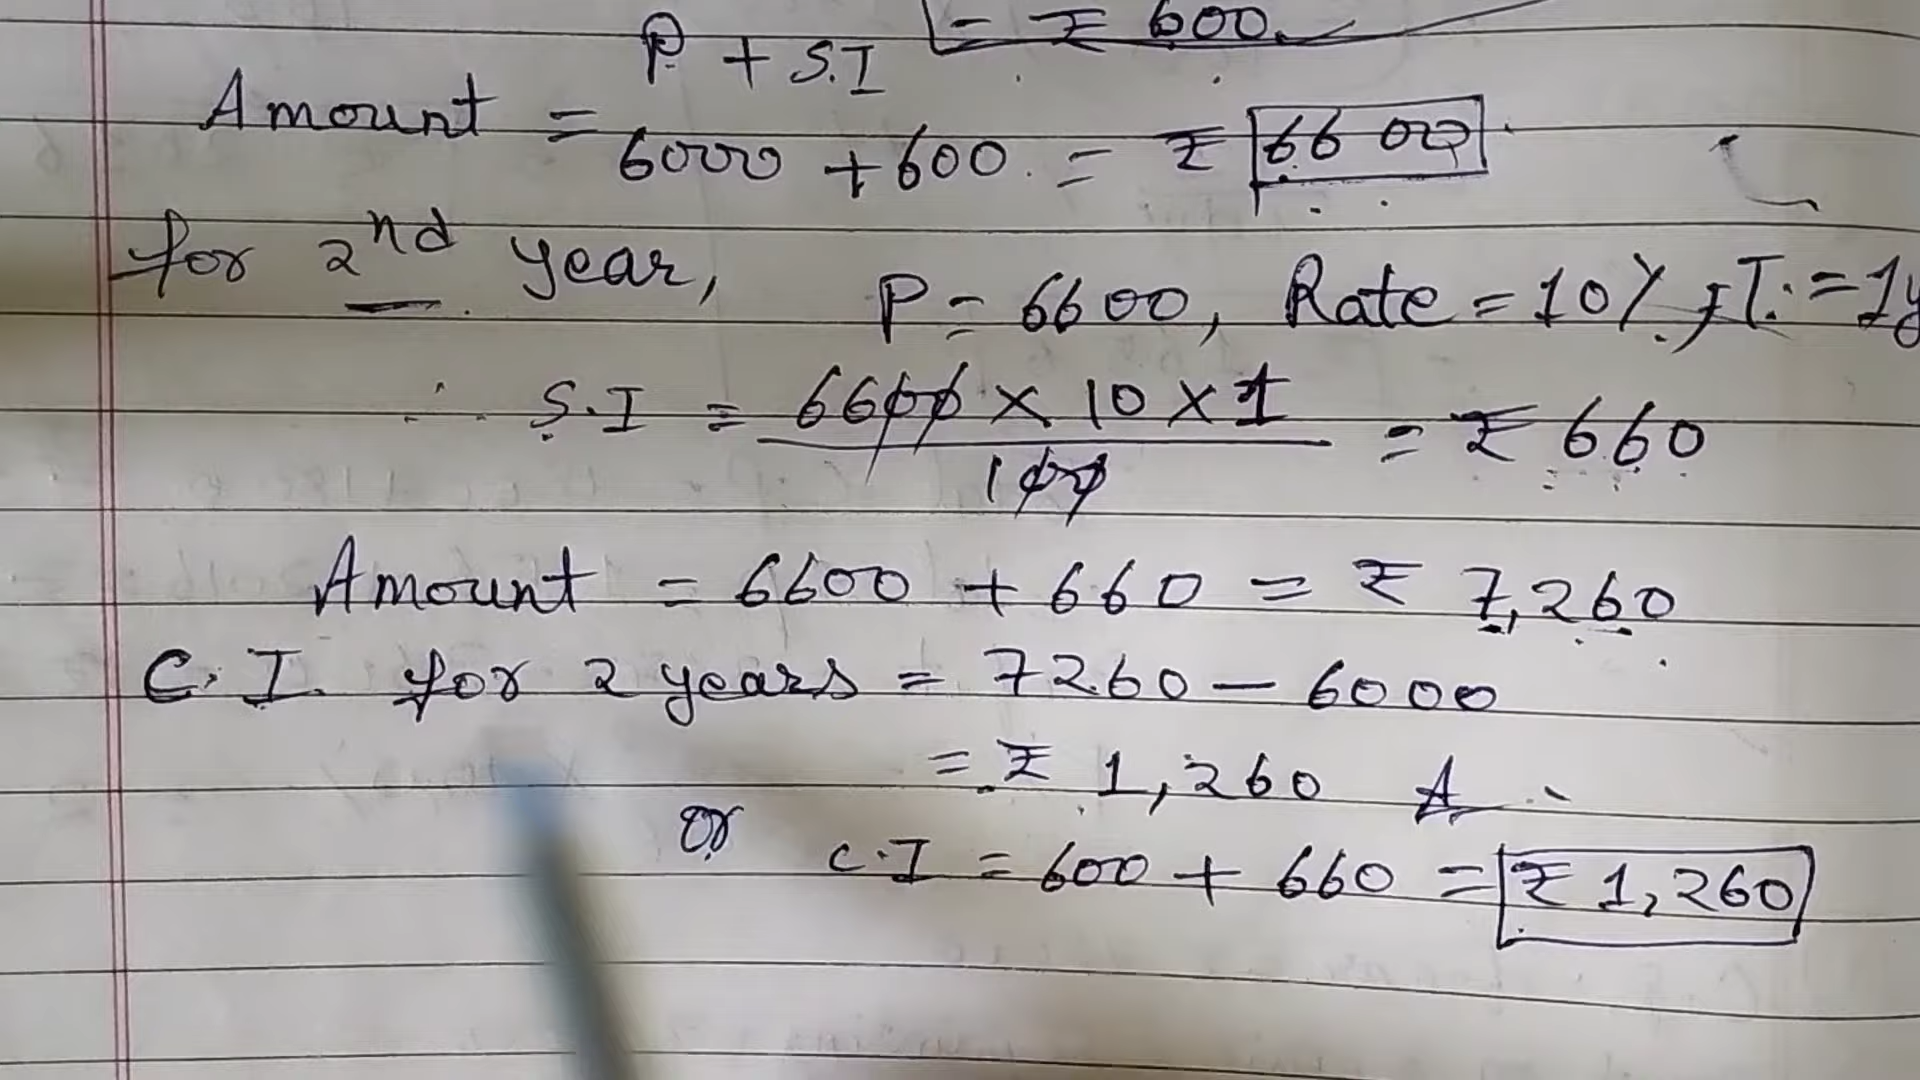 = ₹ 600
P + S.I
Amount = 6000 + 600 = ₹ 6600
for 2nd year, P = 6600, Rate = 10%, T. = 1y
∴ S.I = 6600 × 10 × 1 = ₹ 660
100
Amount = 6600 + 660 = ₹ 7,260
C.I. for 2 years = 7260 - 6000
= ₹ 1,260 A
or C.I = 600 + 660 = ₹ 1,260